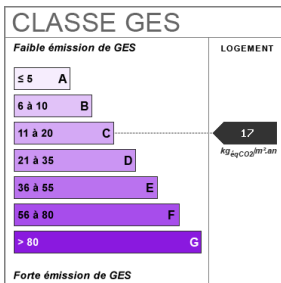 CLASSE GES
Faible émission de GES
LOGEMENT
≤ 5 A
6 à 10 B
11 à 20 C
17
kgéqCO2/m².an
21 à 35 D
36 à 55 E
56 à 80 F
> 80 G
Forte émission de GES